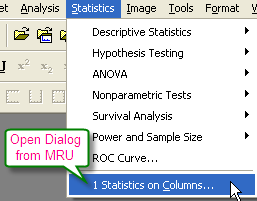 et Analysis Statistics Image Tools Format W
Descriptive Statistics
Hypothesis Testing
ANOVA
Nonparametric Tests
Survival Analysis
Power and Sample Size
ROC Curve...
Open Dialog
from MRU
1 Statistics on Columns...